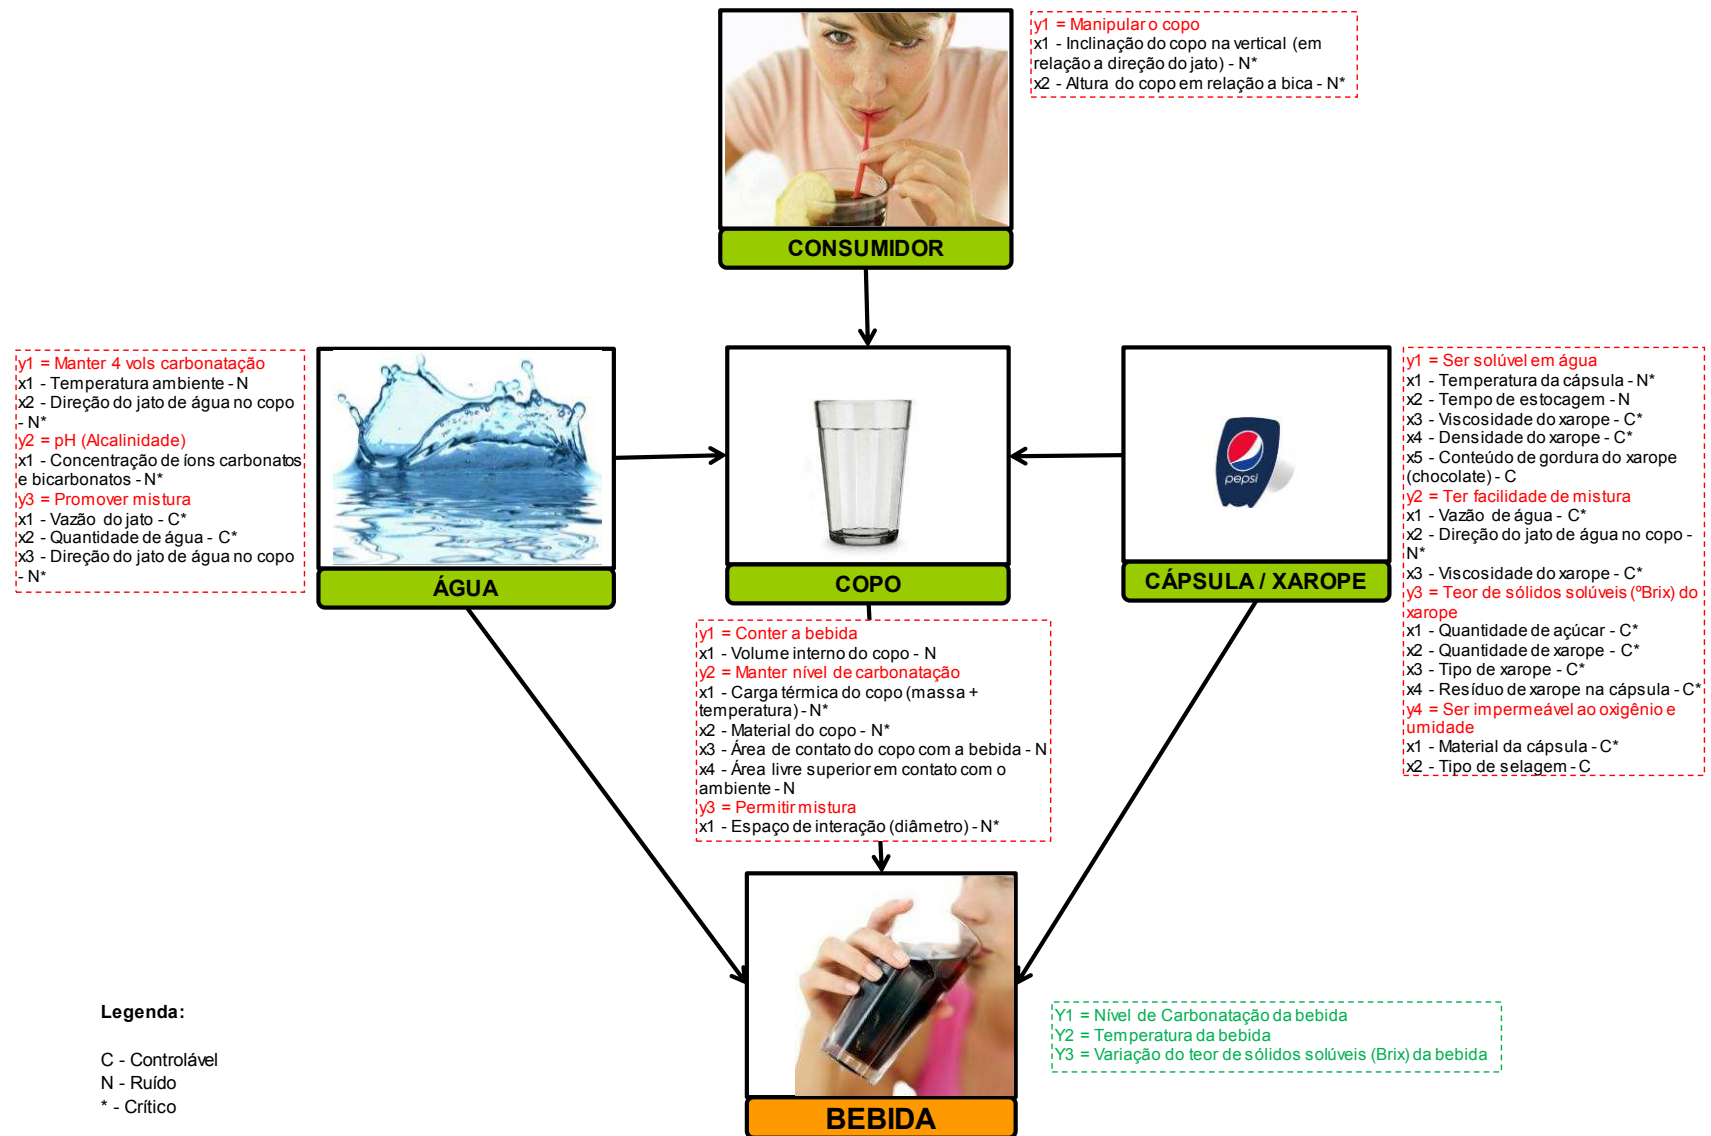 y1 = Manipular o copo
x1 - Inclinação do copo na vertical (em
relação a direção do jato) - N*
x2 - Altura do copo em relação a bica - N*
CONSUMIDOR
y1 = Manter 4 vols carbonatação
x1 - Temperatura ambiente - N
x2 - Direção do jato de água no copo
- N*
y2 = pH (Alcalinidade)
x1 - Concentração de íons carbonatos
e bicarbonatos - N*
y3 = Promover mistura
x1 - Vazão do jato - C*
x2 - Quantidade de água - C*
x3 - Direção do jato de água no copo
- N*
ÁGUA
COPO
pepsi
CÁPSULA / XAROPE
y1 = Ser solúvel em água
x1 - Temperatura da cápsula - N*
x2 - Tempo de estocagem - N
x3 - Viscosidade do xarope - C*
x4 - Densidade do xarope - C*
x5 - Conteúdo de gordura do xarope
(chocolate) - C
y2 = Ter facilidade de mistura
x1 - Vazão de água - C*
x2 - Direção do jato de água no copo -
N*
x3 - Viscosidade do xarope - C*
y3 = Teor de sólidos solúveis (ºBrix) do
xarope
x1 - Quantidade de açúcar - C*
x2 - Quantidade de xarope - C*
x3 - Tipo de xarope - C*
x4 - Resíduo de xarope na cápsula - C*
y4 = Ser impermeável ao oxigênio e
umidade
x1 - Material da cápsula - C*
x2 - Tipo de selagem - C
y1 = Conter a bebida
x1 - Volume interno do copo - N
y2 = Manter nível de carbonatação
x1 - Carga térmica do copo (massa +
temperatura) - N*
x2 - Material do copo - N*
x3 - Área de contato do copo com a bebida - N
x4 - Área livre superior em contato com o
ambiente - N
y3 = Permitir mistura
x1 - Espaço de interação (diâmetro) - N*
Legenda:
C - Controlável
N - Ruído
* - Crítico
BEBIDA
Y1 = Nível de Carbonatação da bebida
Y2 = Temperatura da bebida
Y3 = Variação do teor de sólidos solúveis (Brix) da bebida